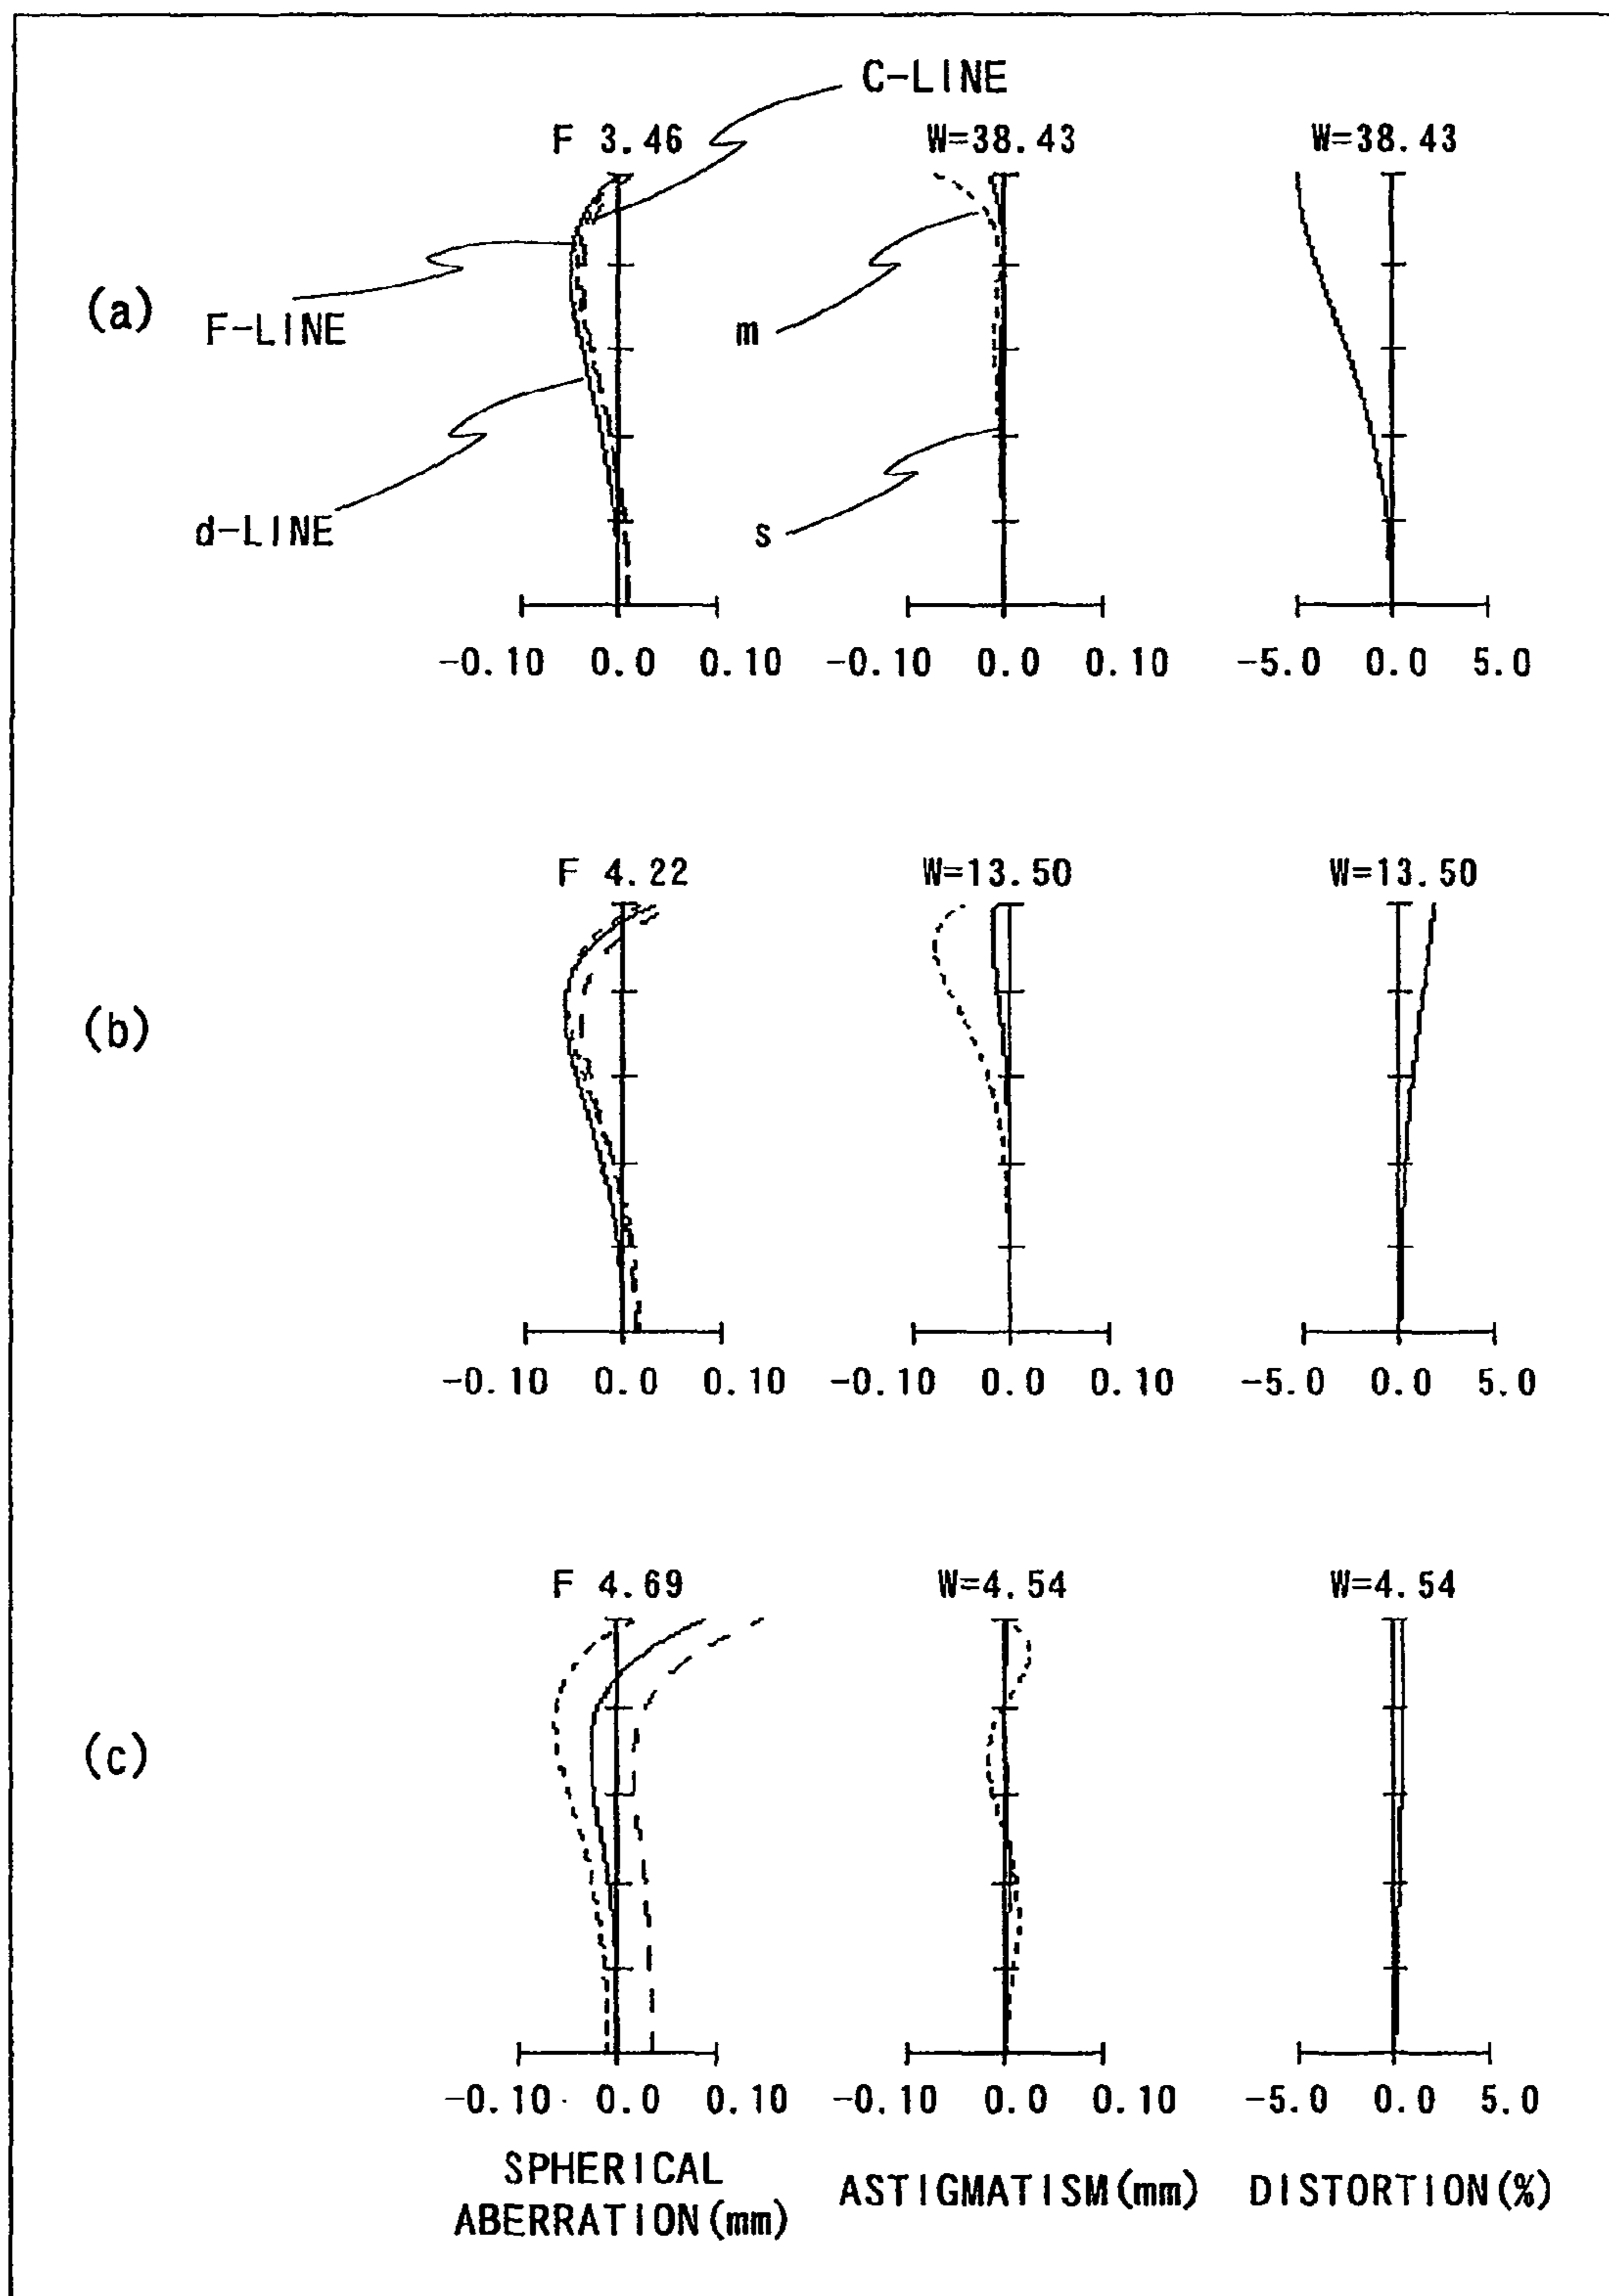 C-LINE
F 3.46 W=38.43 W=38.43
(a)
F-LINE
m
d-LINE
s
-0.10 0.0 0.10 -0.10 0.0 0.10 -5.0 0.0 5.0
F 4.22 W=13.50 W=13.50
(b)
-0.10 0.0 0.10 -0.10 0.0 0.10 -5.0 0.0 5.0
F 4.69 W=4.54 W=4.54
(c)
-0.10 0.0 0.10 -0.10 0.0 0.10 -5.0 0.0 5.0
SPHERICAL
ABERRATION(mm) ASTIGMATISM(mm) DISTORTION(%)